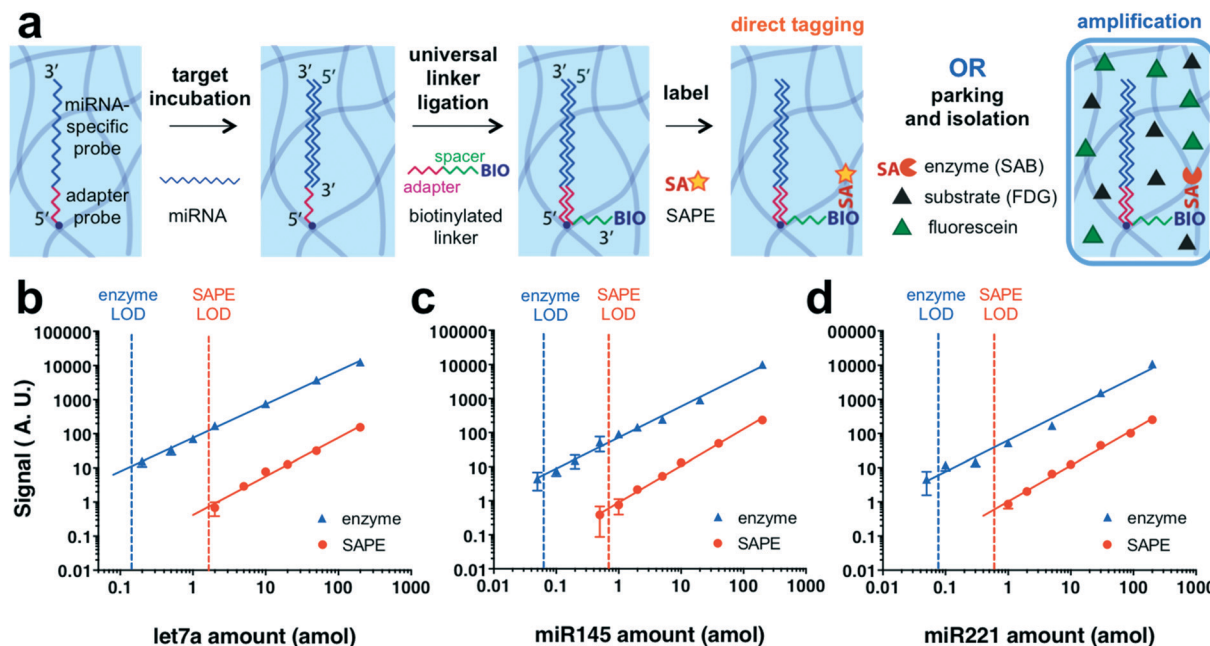 a
direct tagging
amplification
3’
miRNA-
specific
probe
adapter
probe
5’
target
incubation
miRNA
3’
5’
3’
5’
universal
linker
ligation
spacer
BIO
adapter
biotinylated
linker
3’
5’
5’
BIO
3’
label
SA
SAPE
SA
BIO
OR
parking
and isolation
SA enzyme (SAB)
substrate (FDG)
fluorescein
SA
BIO
b
enzyme
LOD
SAPE
LOD
Signal ( A. U.)
100000
10000
1000
100
10
1
0.1
0.01
enzyme
SAPE
0.1 1 10 100 1000
let7a amount (amol)
c
enzyme
LOD
SAPE
LOD
100000
10000
1000
100
10
1
0.1
0.01
enzyme
SAPE
0.1 1 10 100 1000
miR145 amount (amol)
d
enzyme
LOD
SAPE
LOD
00000
10000
1000
100
10
1
0.1
0.01
enzyme
SAPE
0.1 1 10 100 1000
miR221 amount (amol)